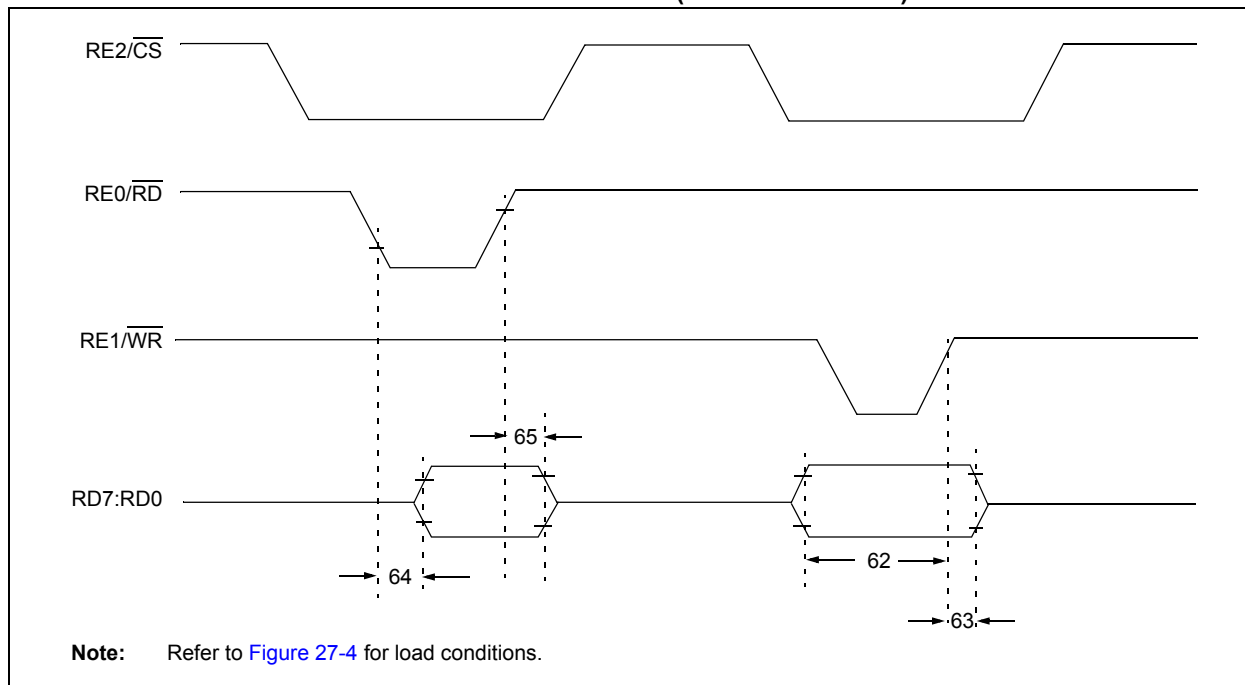 RE2/CS
RE0/RD
RE1/WR
65
RD7:RD0
62
64
63
Note: Refer to Figure 27-4 for load conditions.